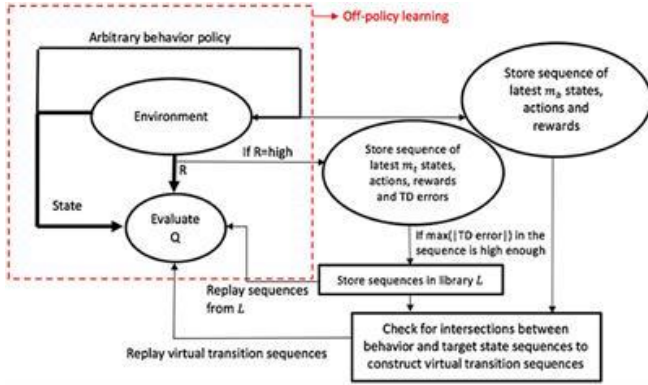 Off-policy learning
Arbitrary behavior policy
Environment
Store sequence of
latest m_b states,
actions and
rewards
If R=high
R
Store sequence of
latest m_t states,
actions, rewards
and TD errors
State
Evaluate
Q
If max(|TD error|) in the
sequence is high enough
Store sequences in library L
Replay sequences
from L
Check for intersections between
behavior and target state sequences to
construct virtual transition sequences
Replay virtual transition sequences